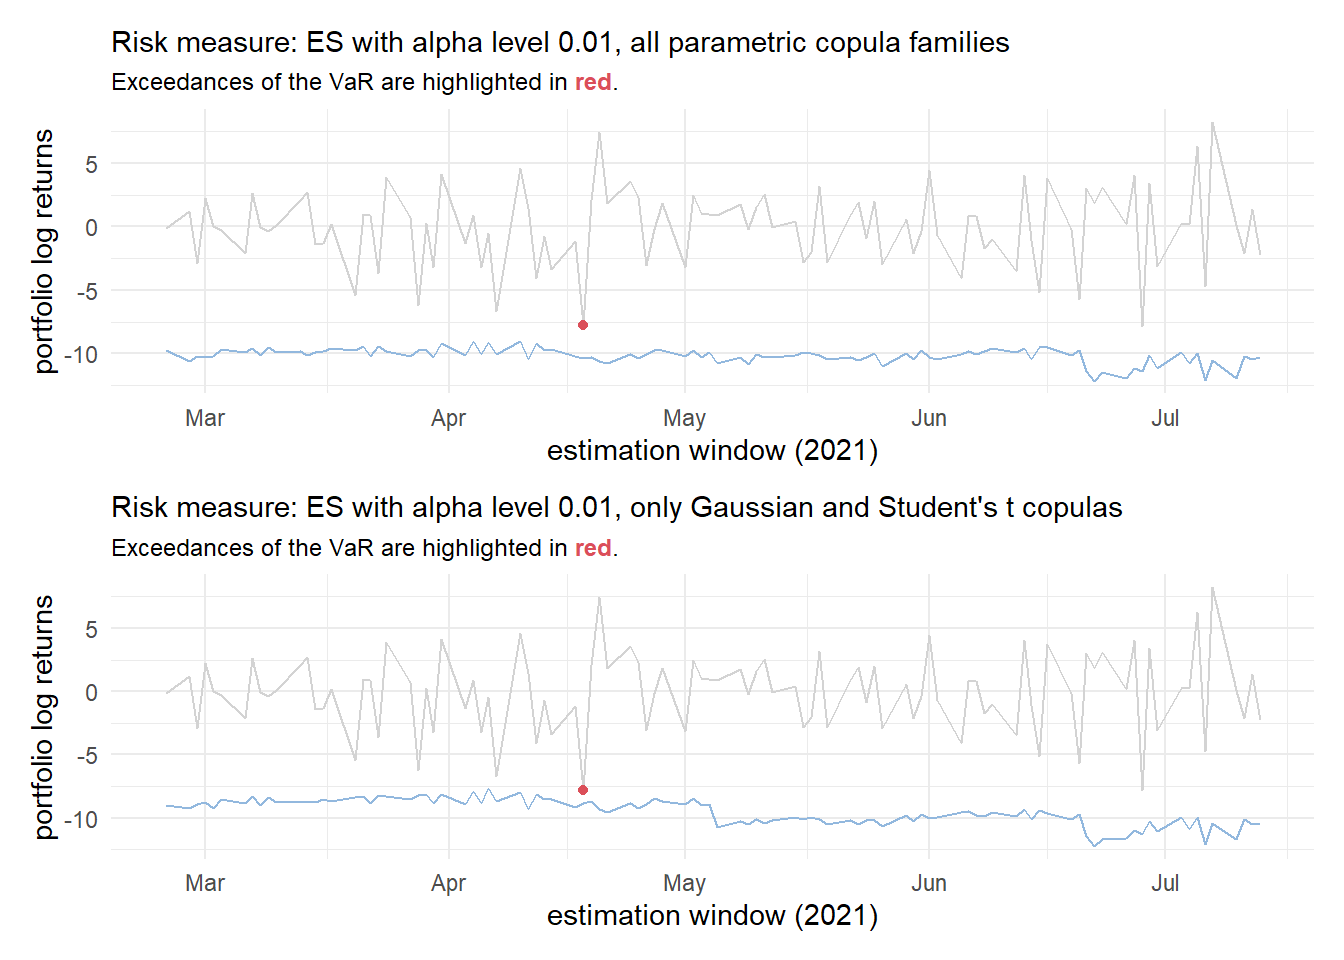 Risk measure: ES with alpha level 0.01, all parametric copula families
Exceedances of the VaR are highlighted in red.
portfolio log returns
5
0
-5
-10
Mar Apr May Jun Jul
estimation window (2021)
Risk measure: ES with alpha level 0.01, only Gaussian and Student's t copulas
Exceedances of the VaR are highlighted in red.
portfolio log returns
5
0
-5
-10
Mar Apr May Jun Jul
estimation window (2021)